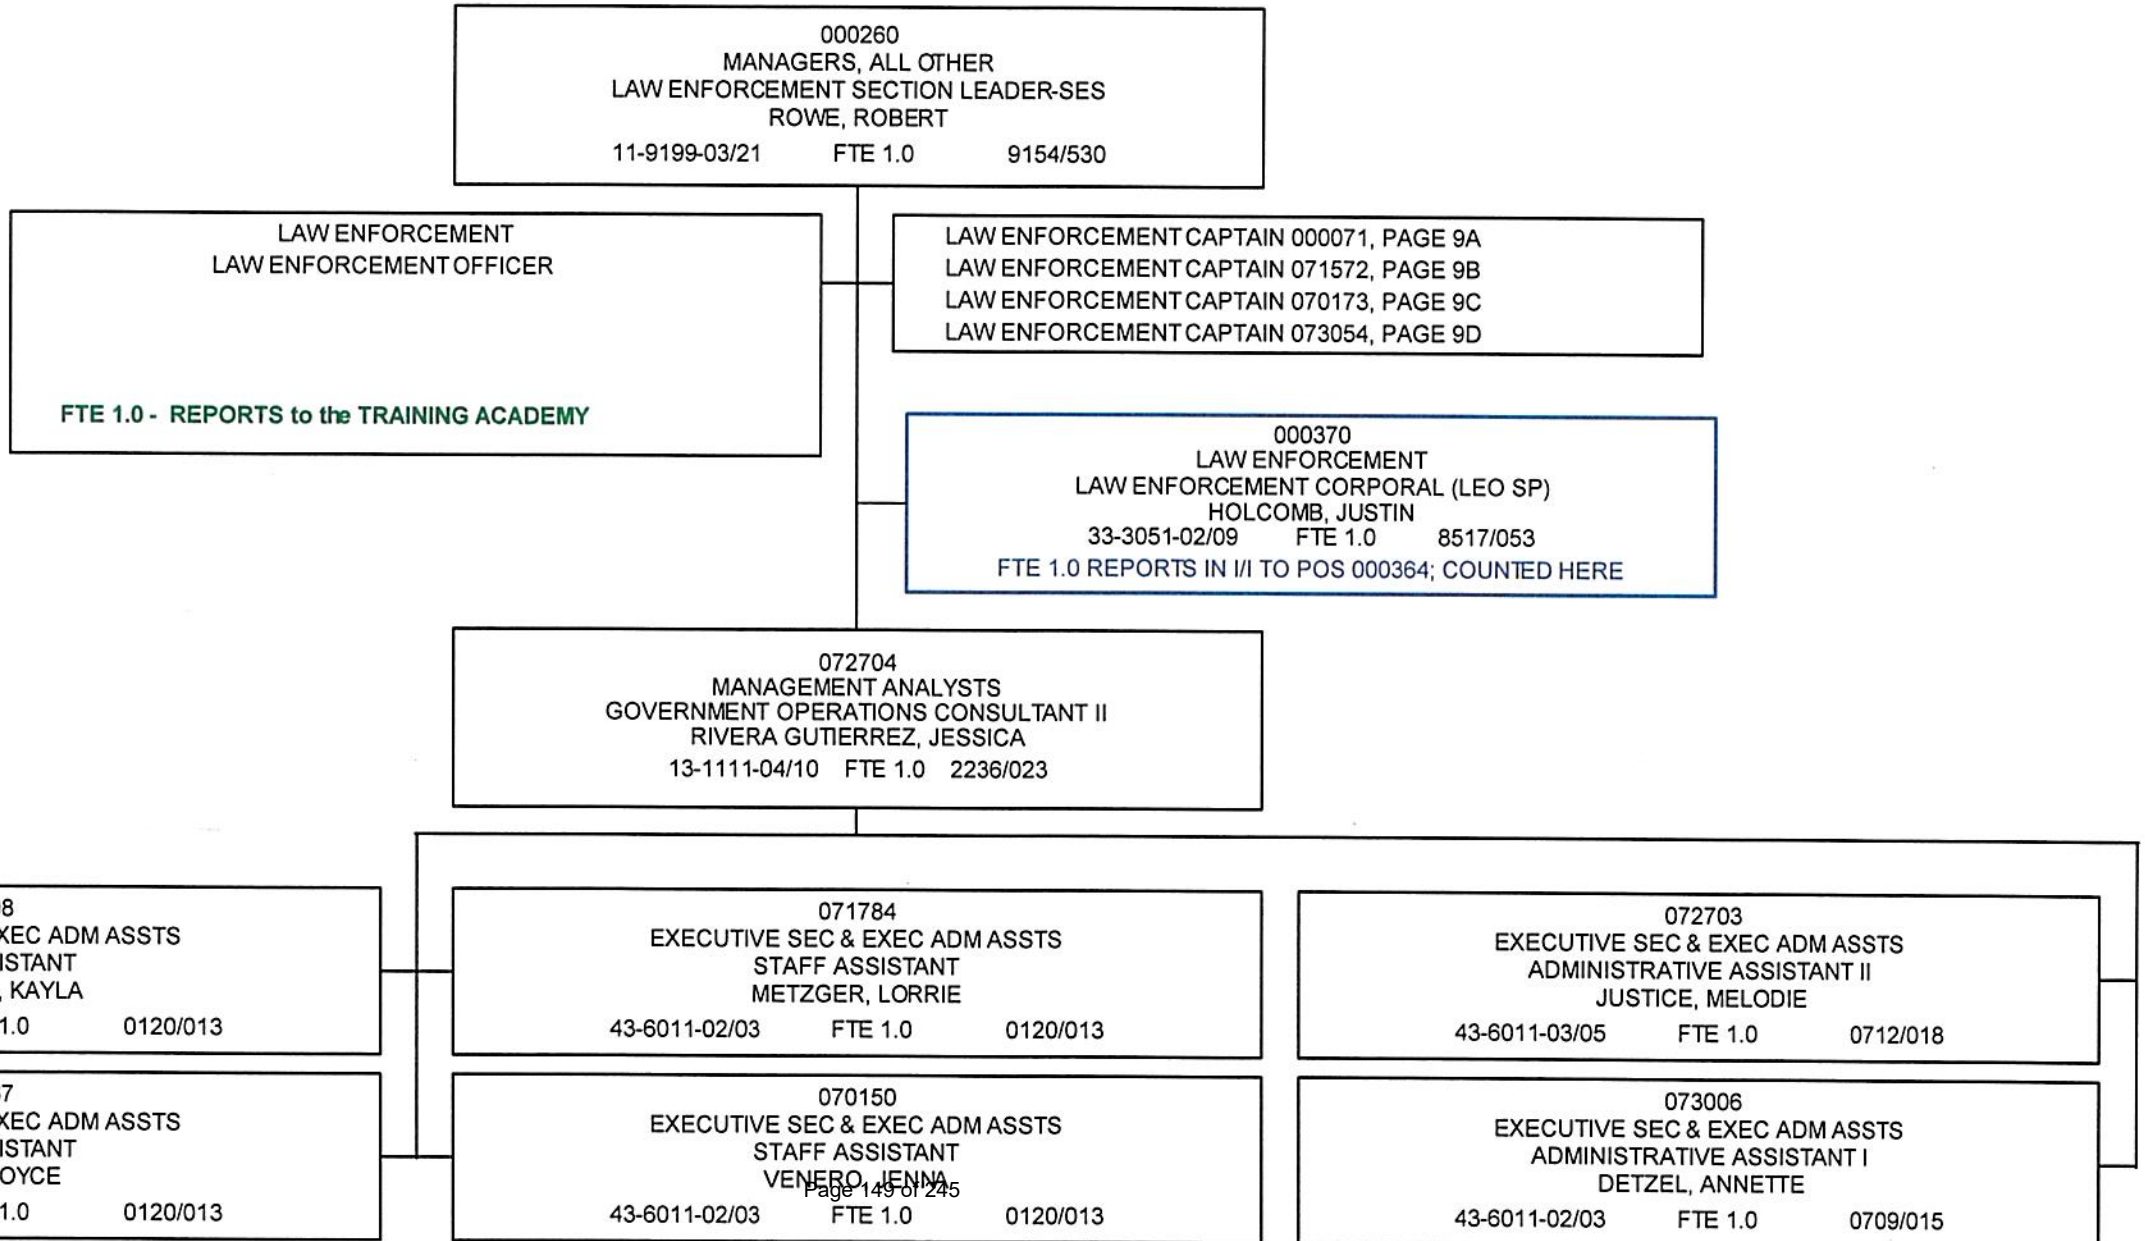 000260
MANAGERS, ALL OTHER
LAW ENFORCEMENT SECTION LEADER-SES
ROWE, ROBERT
11-9199-03/21 FTE 1.0 9154/530
LAW ENFORCEMENT
LAW ENFORCEMENT OFFICER
FTE 1.0 - REPORTS to the TRAINING ACADEMY
LAW ENFORCEMENT CAPTAIN 000071, PAGE 9A
LAW ENFORCEMENT CAPTAIN 071572, PAGE 9B
LAW ENFORCEMENT CAPTAIN 070173, PAGE 9C
LAW ENFORCEMENT CAPTAIN 073054, PAGE 9D
000370
LAW ENFORCEMENT
LAW ENFORCEMENT CORPORAL (LEO SP)
HOLCOMB, JUSTIN
33-3051-02/09 FTE 1.0 8517/053
FTE 1.0 REPORTS IN I/I TO POS 000364; COUNTED HERE
072704
MANAGEMENT ANALYSTS
GOVERNMENT OPERATIONS CONSULTANT II
RIVERA GUTIERREZ, JESSICA
13-1111-04/10 FTE 1.0 2236/023
8
XEC ADM ASSTS
ISTANT
, KAYLA
1.0 0120/013
071784
EXECUTIVE SEC & EXEC ADM ASSTS
STAFF ASSISTANT
METZGER, LORRIE
43-6011-02/03 FTE 1.0 0120/013
072703
EXECUTIVE SEC & EXEC ADM ASSTS
ADMINISTRATIVE ASSISTANT II
JUSTICE, MELODIE
43-6011-03/05 FTE 1.0 0712/018
7
XEC ADM ASSTS
ISTANT
OYCE
1.0 0120/013
070150
EXECUTIVE SEC & EXEC ADM ASSTS
STAFF ASSISTANT
VENERO, JENNA
Page 149 of 245
43-6011-02/03 FTE 1.0 0120/013
073006
EXECUTIVE SEC & EXEC ADM ASSTS
ADMINISTRATIVE ASSISTANT I
DETZEL, ANNETTE
43-6011-02/03 FTE 1.0 0709/015